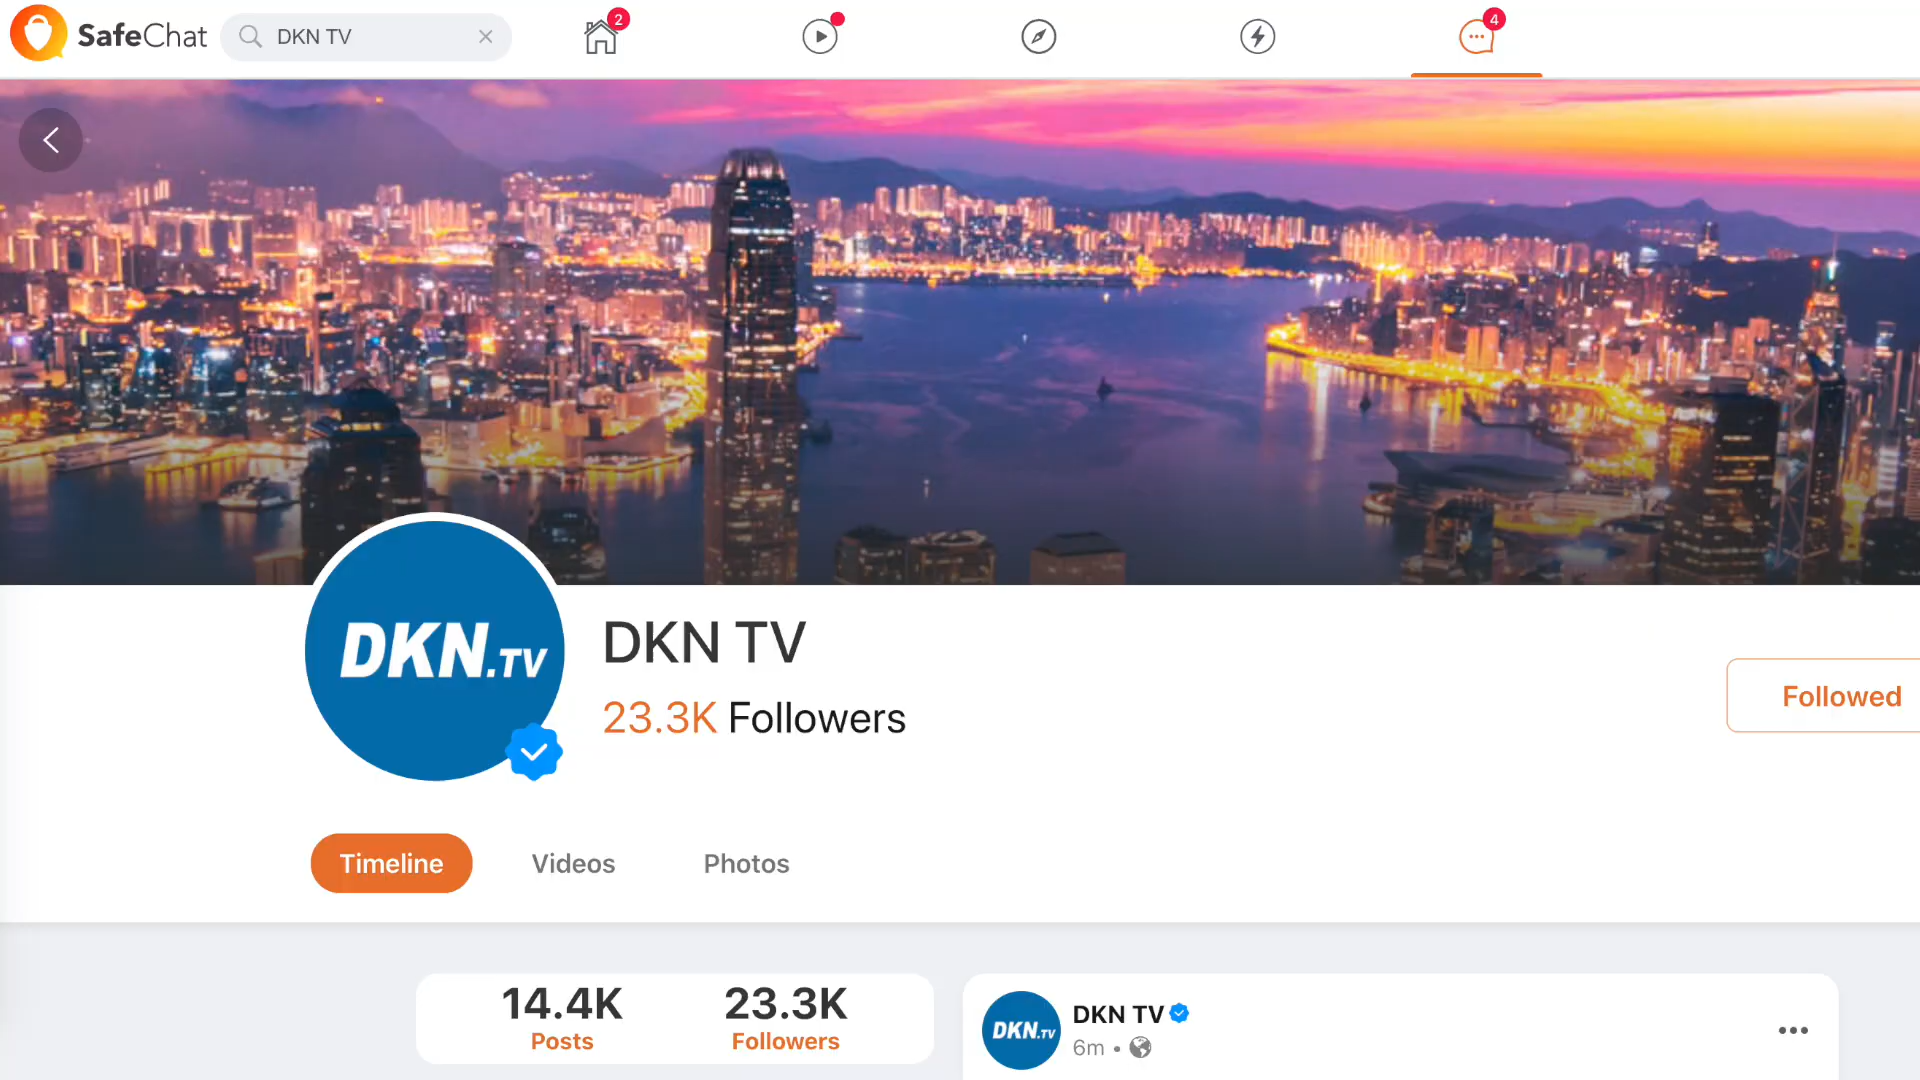 SafeChat
DKN TV
2
4
DKN.TV
DKN TV
23.3K Followers
Followed
Timeline
Videos
Photos
14.4K
Posts
23.3K
Followers
DKN.TV
DKN TV
6m •